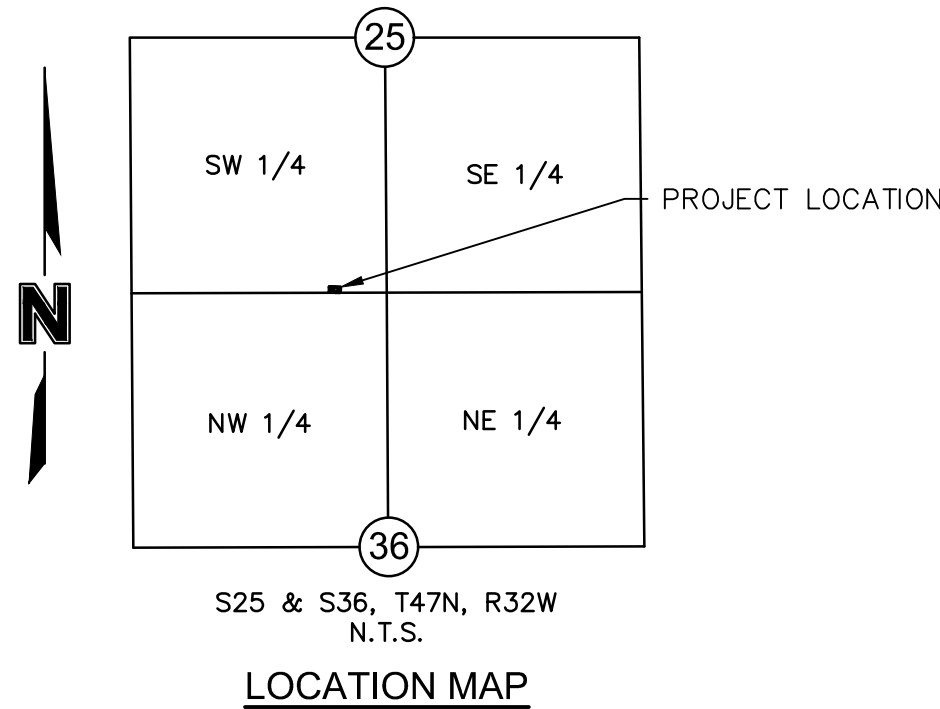 25
SW 1/4
SE 1/4
PROJECT LOCATION
N
NW 1/4
NE 1/4
36
S25 & S36, T47N, R32W
N.T.S.
LOCATION MAP